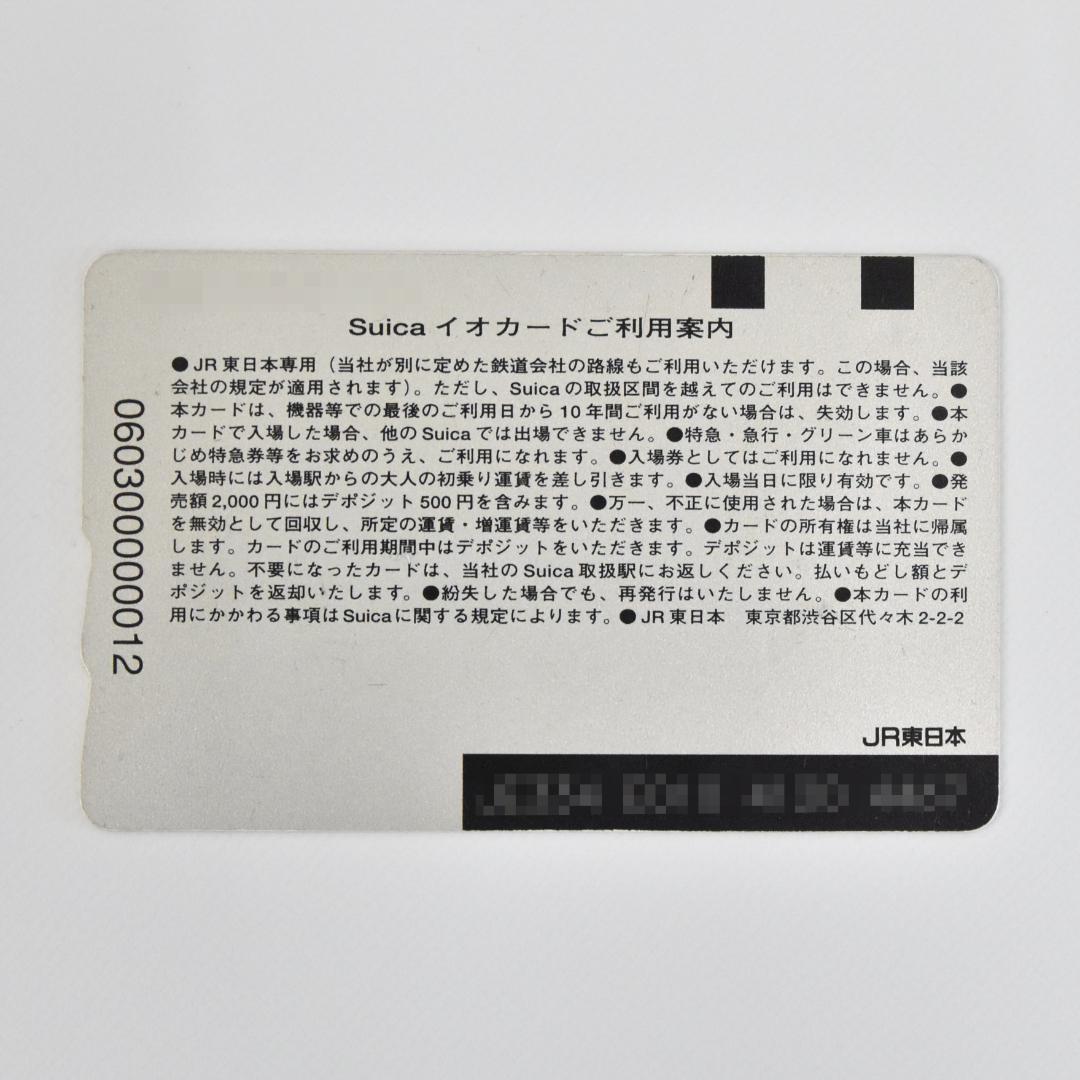 Suica イオカードご利用案内
●JR東日本専用（当社が別に定めた鉄道会社の路線もご利用いただけます。この場合、当該
会社の規定が適用されます）。ただし、Suicaの取扱区間を越えてのご利用はできません。●
本カードは、機器等での最後のご利用日から10年間ご利用がない場合は、失効します。●本
カードで入場した場合、他のSuicaでは出場できません。●特急・急行・グリーン車はあらか
じめ特急券等をお求めのうえ、ご利用になれます。●入場券としてはご利用になれません。●
入場時には入場駅からの大人の初乗り運賃を差し引きます。●入場当日に限り有効です。●発
売額2,000円にはデポジット500円を含みます。●万一、不正に使用された場合は、本カード
を無効として回収し、所定の運賃・増運賃等をいただきます。●カードの所有権は当社に帰属
します。カードのご利用期間中はデポジットをいただきます。デポジットは運賃等に充当でき
ません。不要になったカードは、当社のSuica取扱駅にお返しください。払いもどし額とデ
ポジットを返却いたします。●紛失した場合でも、再発行はいたしません。●本カードの利
用にかかわる事項はSuicaに関する規定によります。●JR東日本　東京都渋谷区代々木2-2-2
0603000000012
JR東日本